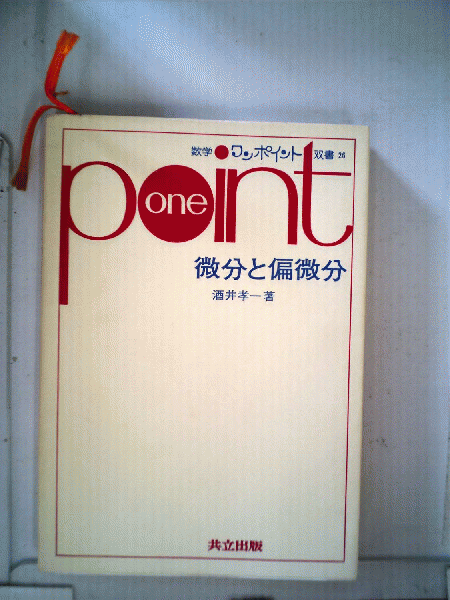 数学ワンポイント双書 26
point
one
微分と偏微分
酒井孝一著
共立出版